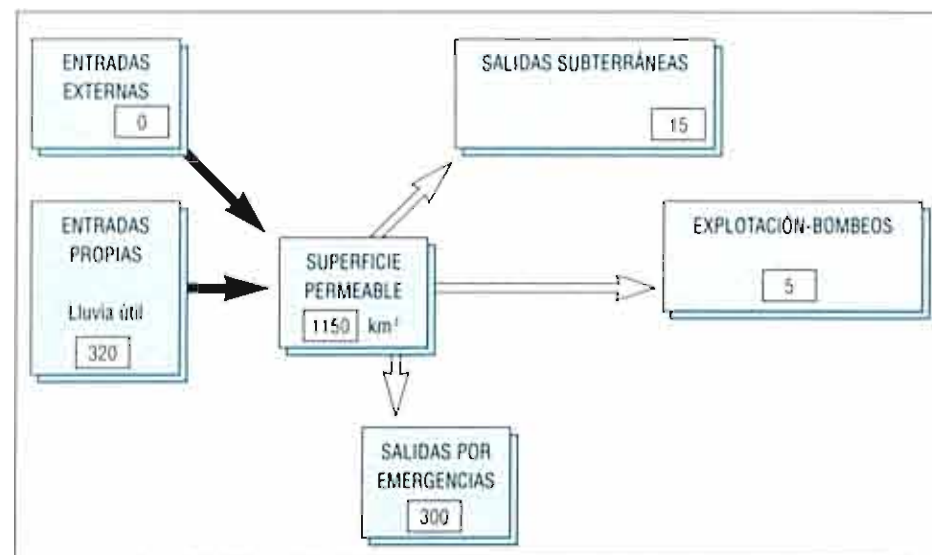 ENTRADAS
EXTERNAS
0
SALIDAS SUBTERRÁNEAS
15
ENTRADAS
PROPIAS
Lluvia útil
320
SUPERFICIE
PERMEABLE
1150 km²
EXPLOTACIÓN-BOMBEOS
5
SALIDAS POR
EMERGENCIAS
300